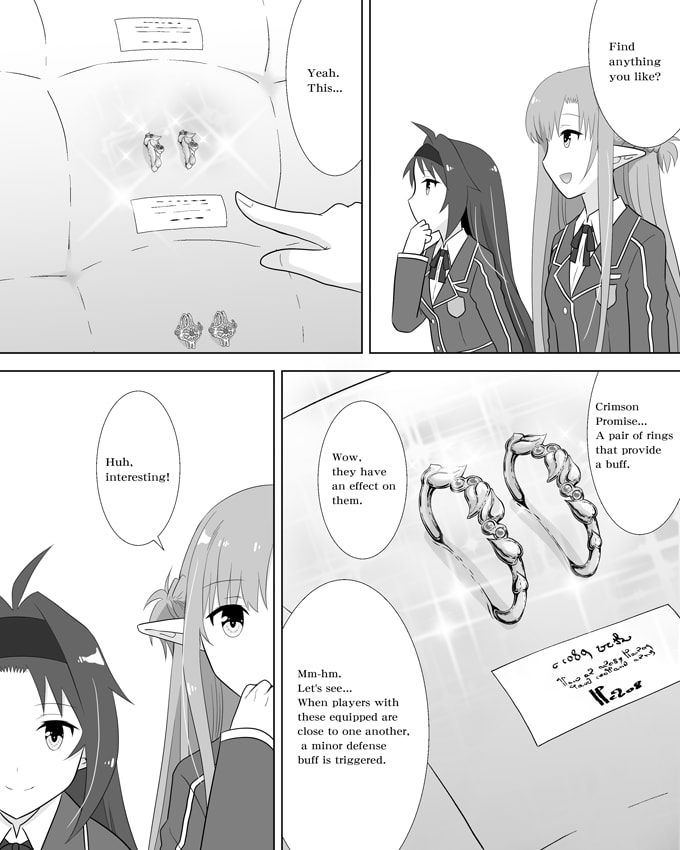 Find
anything
you like?
Yeah.
This...
Crimson
Promise...
A pair of rings
that provide
a buff.
Wow,
they have
an effect on
them.
Mm-hm.
Let's see...
When players with
these equipped are
close to one another,
a minor defense
buff is triggered.
Huh,
interesting!